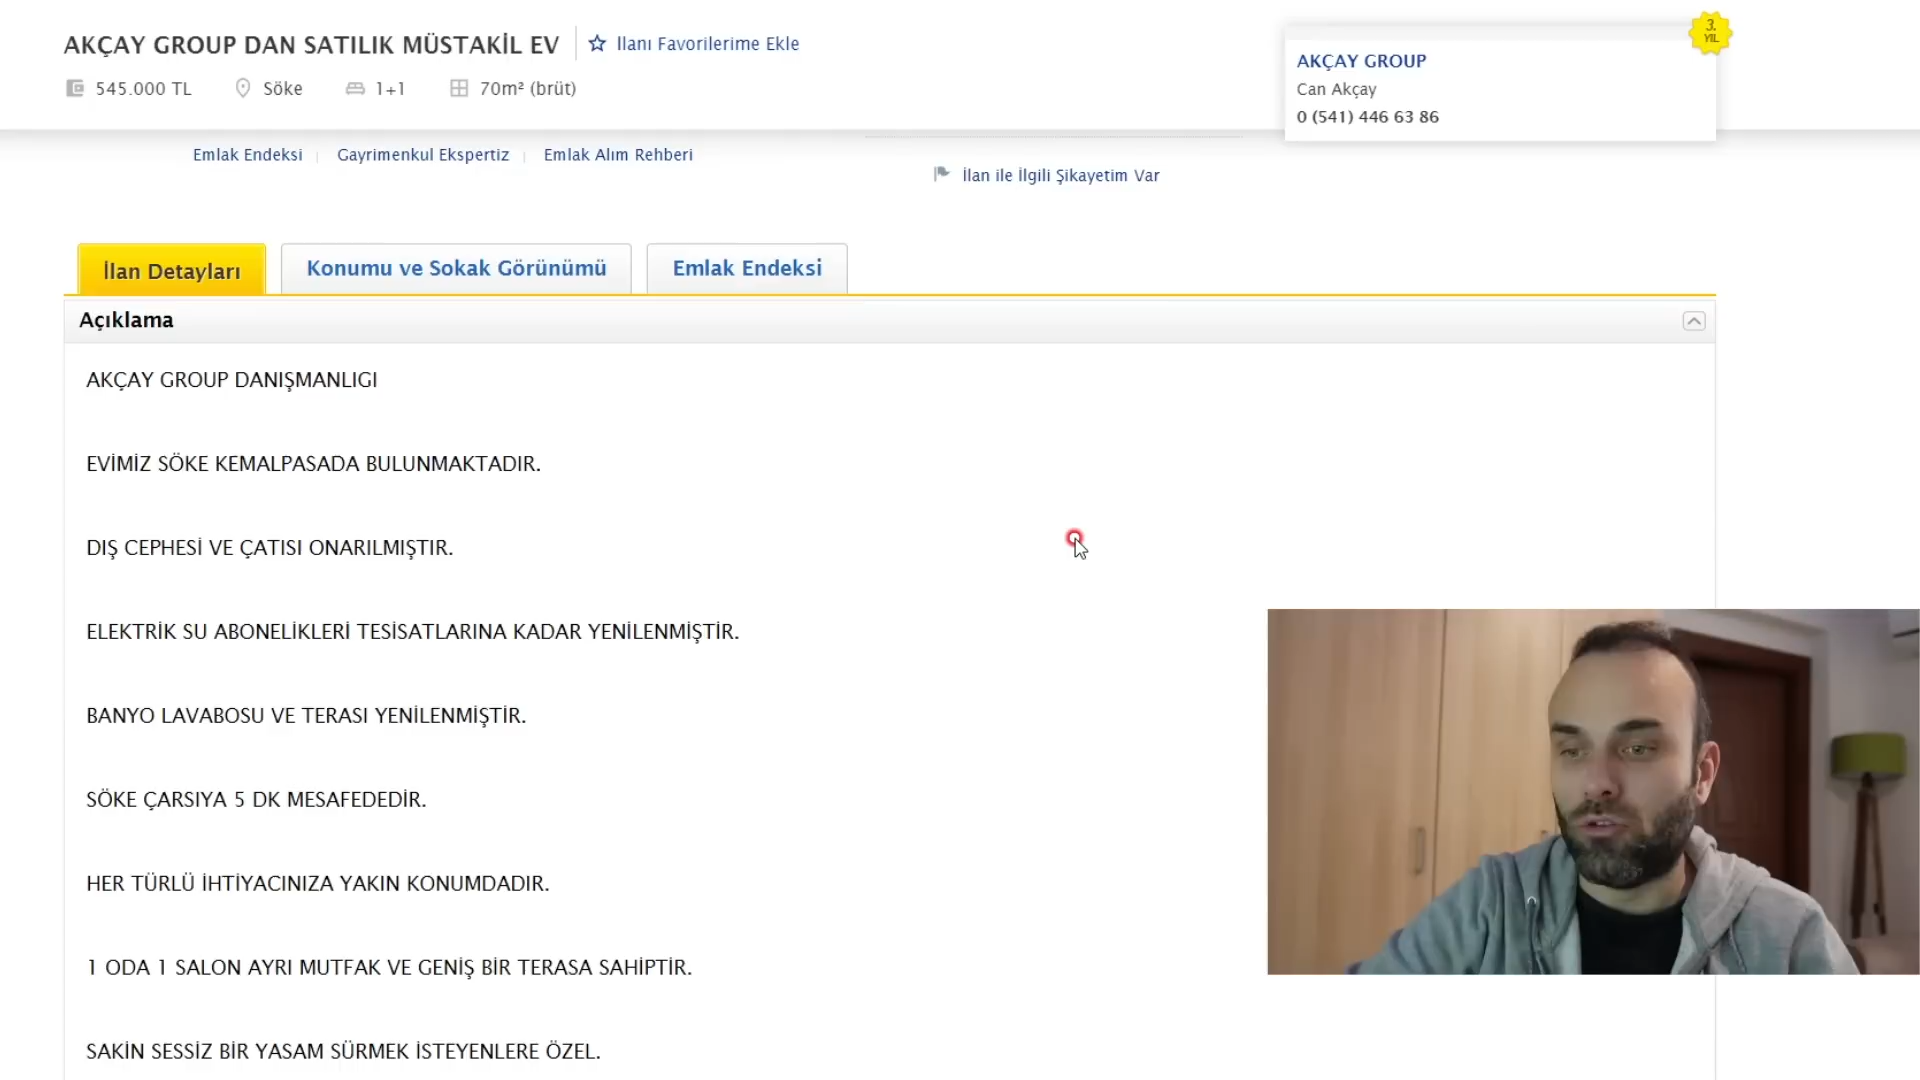 AKÇAY GROUP DAN SATILIK MÜSTAKİL EV
İlanı Favorilerime Ekle
545.000 TL
Söke
1+1
70m² (brüt)
3.
YIL
AKÇAY GROUP
Can Akçay
0 (541) 446 63 86
Emlak Endeksi
Gayrimenkul Ekspertiz
Emlak Alım Rehberi
İlan ile İlgili Şikayetim Var
İlan Detayları
Konumu ve Sokak Görünümü
Emlak Endeksi
Açıklama
AKÇAY GROUP DANIŞMANLIGI
EVİMİZ SÖKE KEMALPASADA BULUNMAKTADIR.
DIŞ CEPHESİ VE ÇATISI ONARILMIŞTIR.
ELEKTRİK SU ABONELİKLERİ TESİSATLARINA KADAR YENİLENMİŞTİR.
BANYO LAVABOSU VE TERASI YENİLENMİŞTİR.
SÖKE ÇARSIYA 5 DK MESAFEDEDİR.
HER TÜRLÜ İHTİYACINIZA YAKIN KONUMDADIR.
1 ODA 1 SALON AYRI MUTFAK VE GENİŞ BİR TERASA SAHİPTİR.
SAKİN SESSİZ BİR YASAM SÜRMEK İSTEYENLERE ÖZEL.